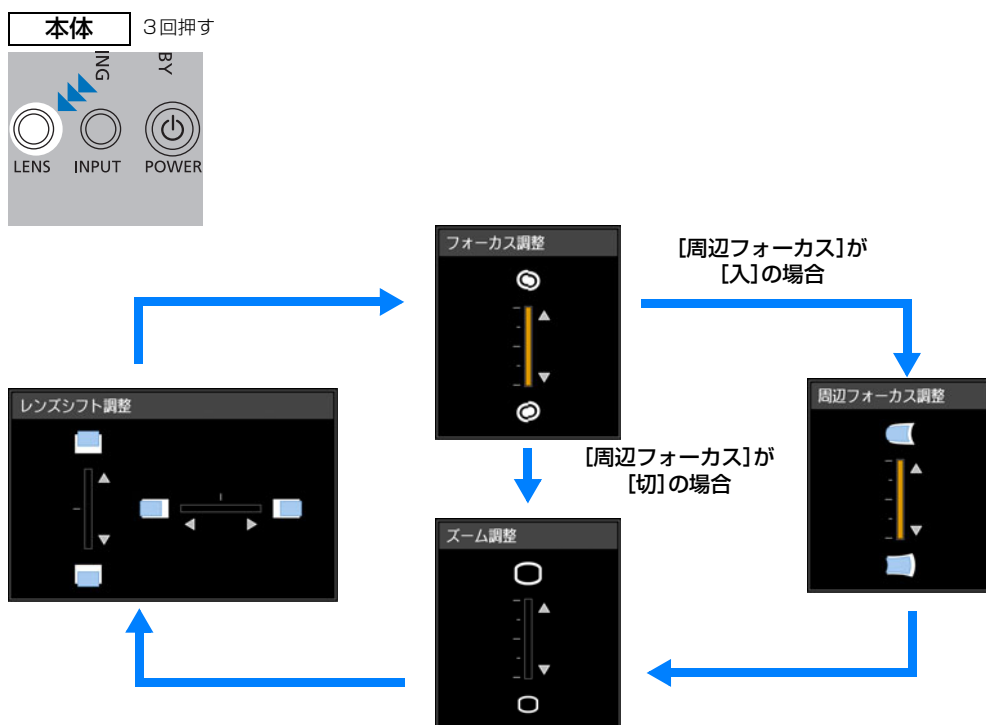 本体
3回押す
ING
BY
LENS INPUT POWER
フォーカス調整
[周辺フォーカス]が
[入]の場合
レンズシフト調整
周辺フォーカス調整
[周辺フォーカス]が
[切]の場合
ズーム調整